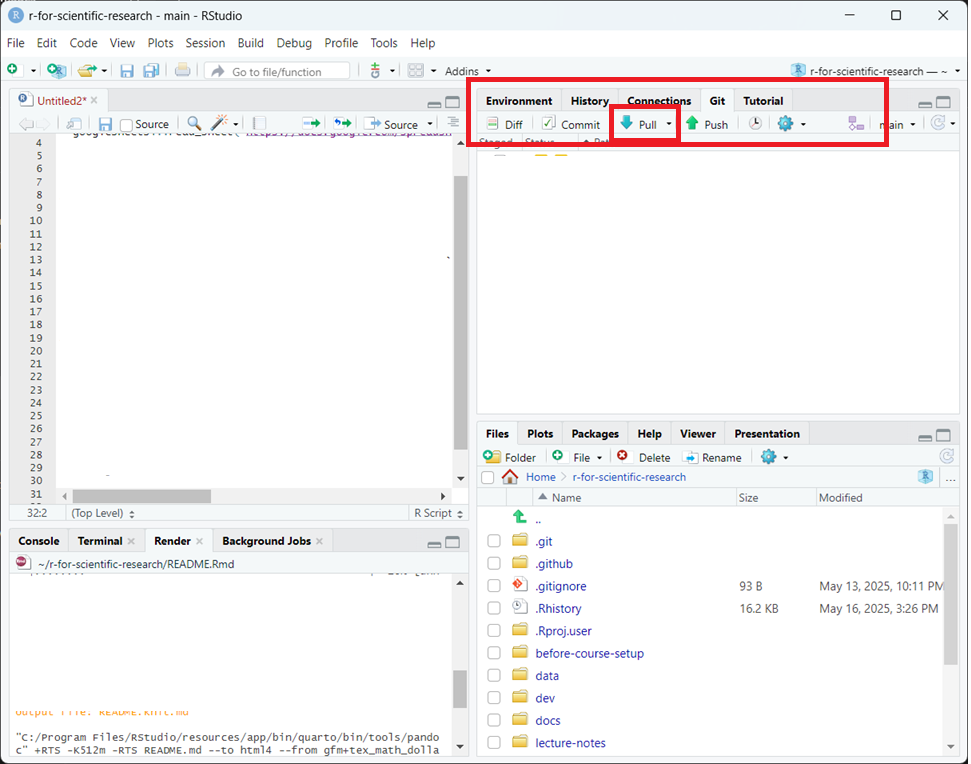 r-for-scientific-research - main - RStudio
File Edit Code View Plots Session Build Debug Profile Tools Help
Go to file/function Addins r-for-scientific-research — ~
Untitled2*
Source Source
4
5
6
7
8
9
10
11
12
13
14
15
16
17
18
19
20
21
22
23
24
25
26
27
28
29
30
31
32:2 (Top Level) R Script
Console Terminal Render Background Jobs
~/r-for-scientific-research/README.Rmd
output file: README.knit.md
"C:/Program Files/RStudio/resources/app/bin/quarto/bin/tools/pandoc
c" +RTS -K512m -RTS README.md --to html4 --from gfm+tex_math_dolla
Environment History Connections Git Tutorial
Diff Commit Pull Push main
Staged Status
Files Plots Packages Help Viewer Presentation
Folder File Delete Rename
Home r-for-scientific-research ...
Name Size Modified
..
.git
.github
.gitignore 93 B May 13, 2025, 10:11 PM
.Rhistory 16.2 KB May 16, 2025, 3:26 PM
.Rproj.user
before-course-setup
data
dev
docs
lecture-notes